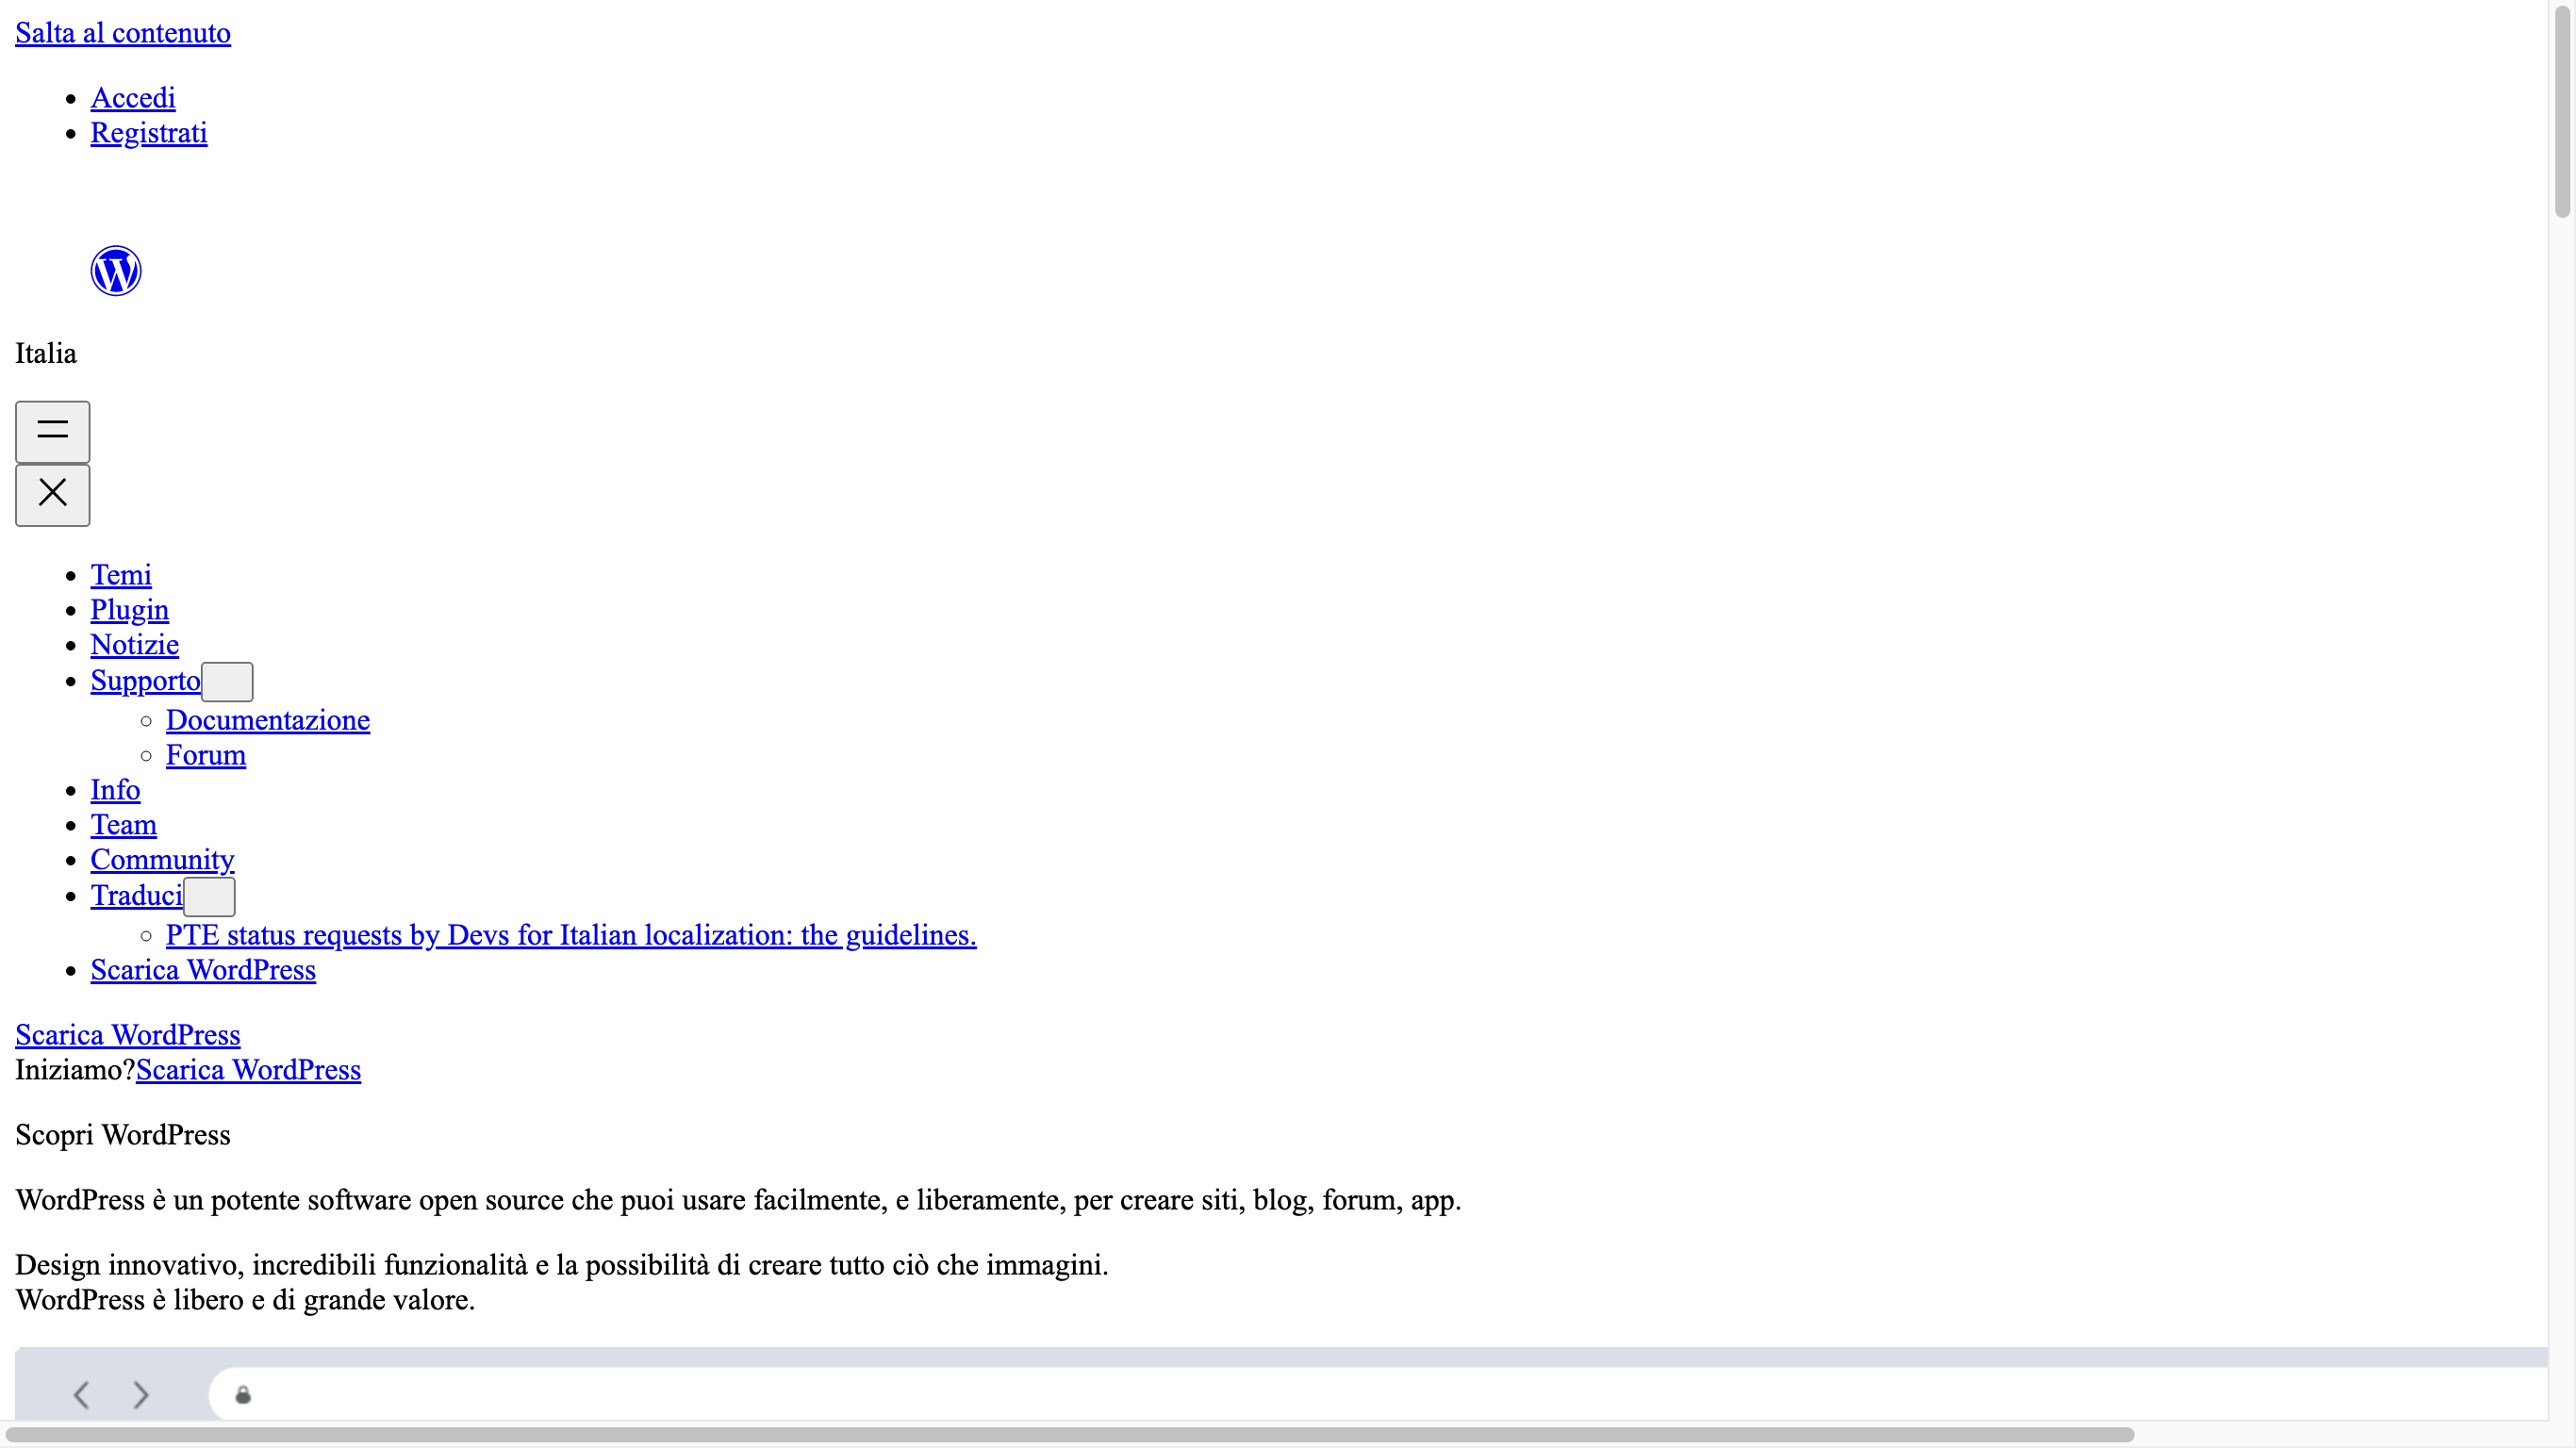 Salta al contenuto
Accedi
Registrati
Italia
Temi
Plugin
Notizie
Supporto
Documentazione
Forum
Info
Team
Community
Traduci
PTE status requests by Devs for Italian localization: the guidelines.
Scarica WordPress
Scarica WordPress
Iniziamo?Scarica WordPress
Scopri WordPress
WordPress è un potente software open source che puoi usare facilmente, e liberamente, per creare siti, blog, forum, app.
Design innovativo, incredibili funzionalità e la possibilità di creare tutto ciò che immagini.
WordPress è libero e di grande valore.